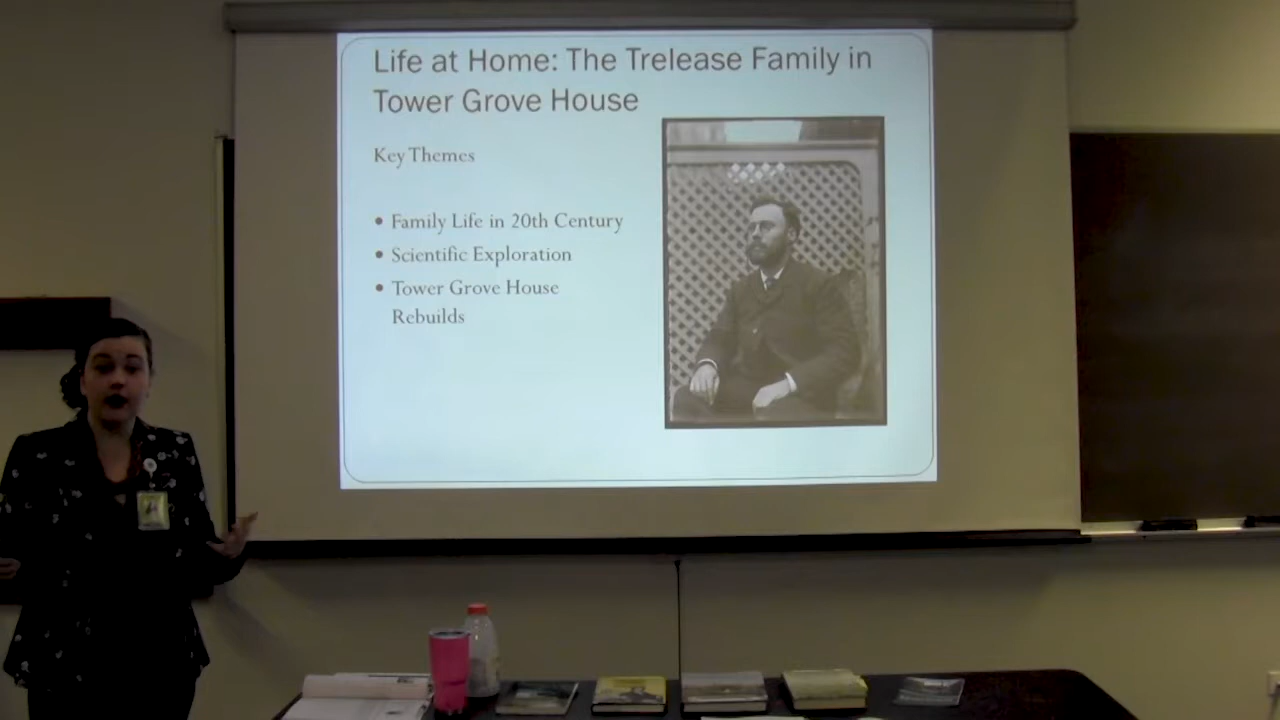 Life at Home: The Trelease Family in
Tower Grove House
Key Themes
• Family Life in 20th Century
• Scientific Exploration
• Tower Grove House
Rebuilds